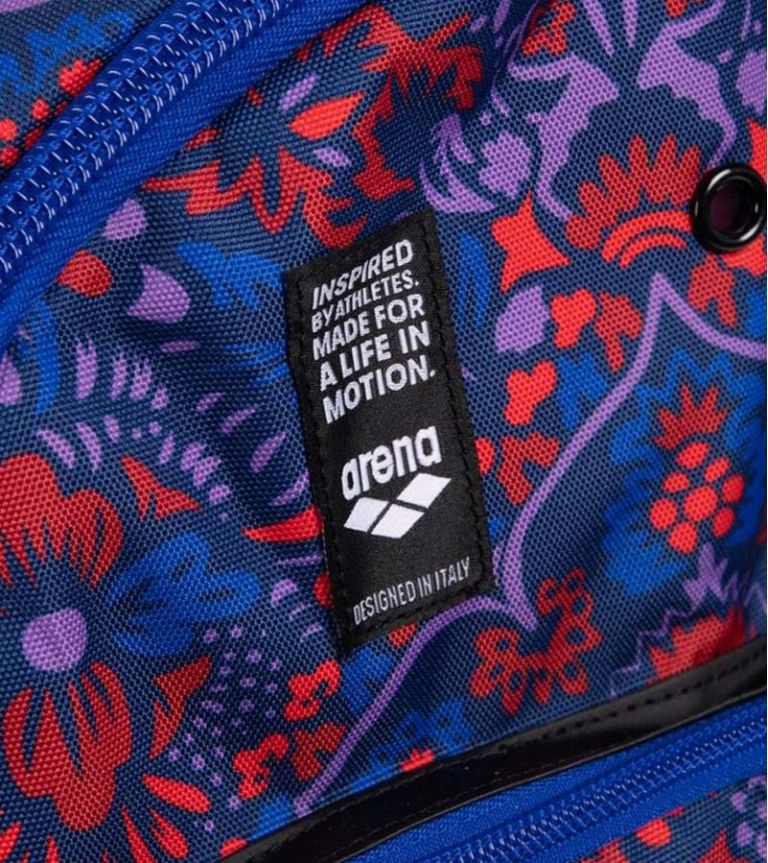 INSPIRED
BY ATHLETES.
MADE FOR
A LIFE IN
MOTION.
arena
DESIGNED IN ITALY